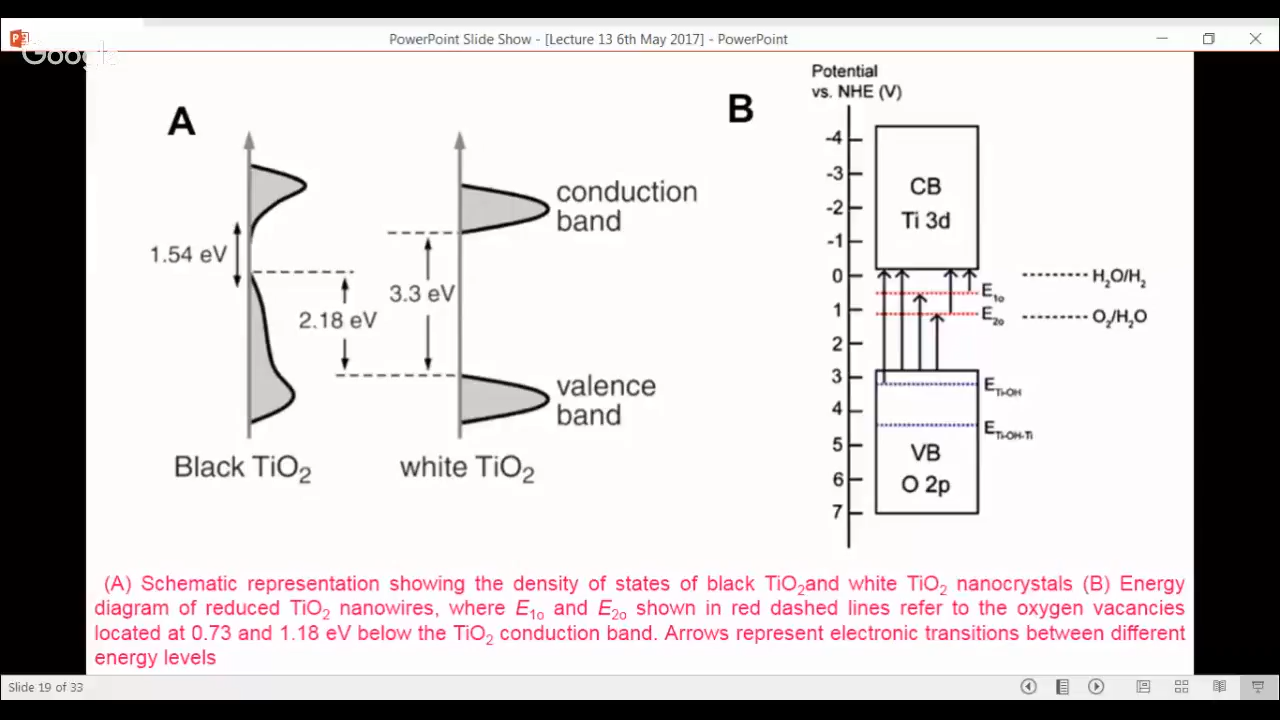 PowerPoint Slide Show - [Lecture 13 6th May 2017] - PowerPoint
Google
A
1.54 eV
2.18 eV
3.3 eV
conduction
band
valence
band
Black TiO₂
white TiO₂
B
Potential
vs. NHE (V)
-4
-3
-2
-1
0
1
2
3
4
5
6
7
CB
Ti 3d
VB
O 2p
E₁ₒ
E₂ₒ
E Ti-OH
E Ti-OH-Ti
H₂O/H₂
O₂/H₂O
(A) Schematic representation showing the density of states of black TiO₂and white TiO₂ nanocrystals (B) Energy
diagram of reduced TiO₂ nanowires, where E₁ₒ and E₂ₒ shown in red dashed lines refer to the oxygen vacancies
located at 0.73 and 1.18 eV below the TiO₂ conduction band. Arrows represent electronic transitions between different
energy levels
Slide 19 of 33